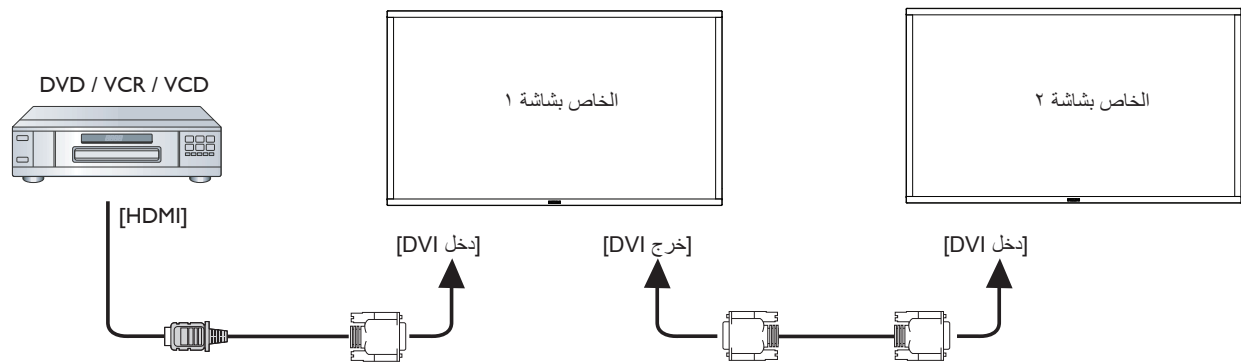 DVD / VCR / VCD
الخاص بشاشة ١
الخاص بشاشة ٢
[HDMI]
[دخل DVI]
[خرج DVI]
[دخل DVI]